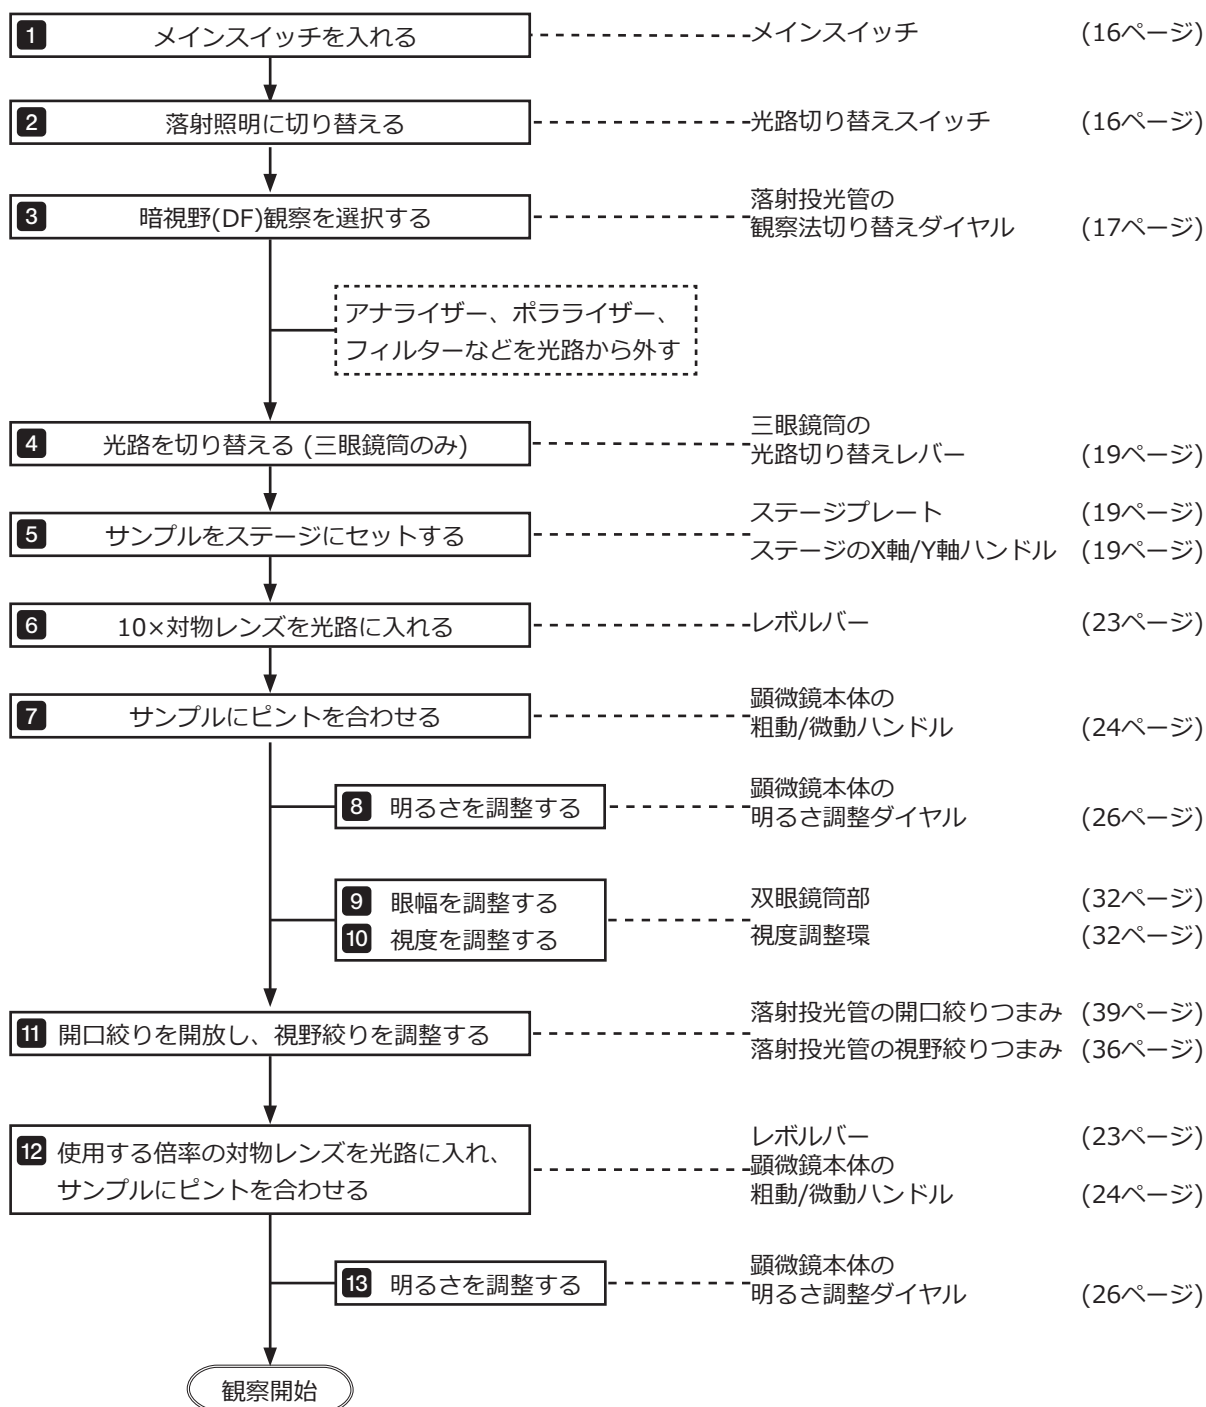 1 メインスイッチを入れる メインスイッチ (16ページ)
2 落射照明に切り替える 光路切り替えスイッチ (16ページ)
3 暗視野(DF)観察を選択する 落射投光管の
観察法切り替えダイヤル (17ページ)
アナライザー、ポラライザー、
フィルターなどを光路から外す
4 光路を切り替える (三眼鏡筒のみ) 三眼鏡筒の
光路切り替えレバー (19ページ)
5 サンプルをステージにセットする ステージプレート (19ページ)
ステージのX軸/Y軸ハンドル (19ページ)
6 10×対物レンズを光路に入れる レボルバー (23ページ)
7 サンプルにピントを合わせる 顕微鏡本体の
粗動/微動ハンドル (24ページ)
8 明るさを調整する 顕微鏡本体の
明るさ調整ダイヤル (26ページ)
9 眼幅を調整する 双眼鏡筒部 (32ページ)
10 視度を調整する 視度調整環 (32ページ)
11 開口絞りを開放し、視野絞りを調整する 落射投光管の開口絞りつまみ (39ページ)
落射投光管の視野絞りつまみ (36ページ)
12 使用する倍率の対物レンズを光路に入れ、 レボルバー (23ページ)
サンプルにピントを合わせる 顕微鏡本体の
粗動/微動ハンドル (24ページ)
13 明るさを調整する 顕微鏡本体の
明るさ調整ダイヤル (26ページ)
観察開始